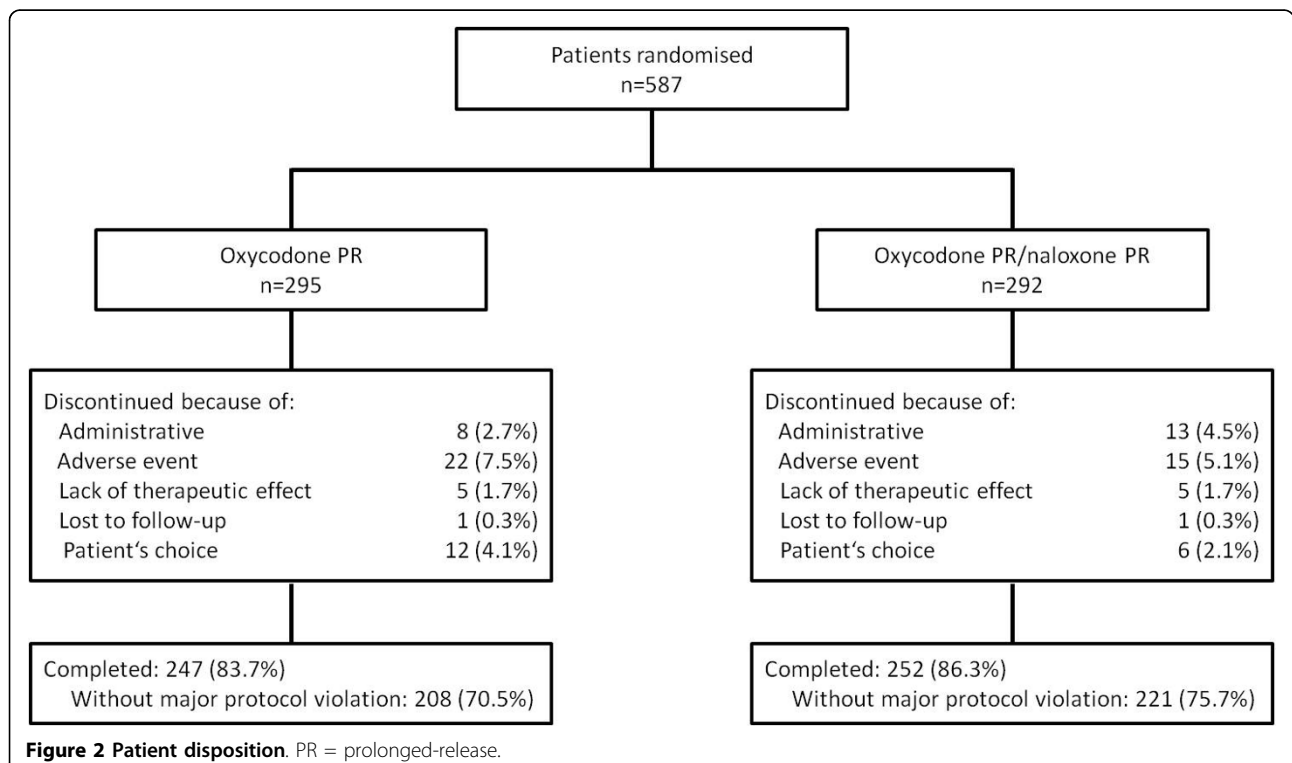 Patients randomised
n=587
Oxycodone PR
n=295
Oxycodone PR/naloxone PR
n=292
Discontinued because of:
Administrative 8 (2.7%)
Adverse event 22 (7.5%)
Lack of therapeutic effect 5 (1.7%)
Lost to follow-up 1 (0.3%)
Patient‘s choice 12 (4.1%)
Discontinued because of:
Administrative 13 (4.5%)
Adverse event 15 (5.1%)
Lack of therapeutic effect 5 (1.7%)
Lost to follow-up 1 (0.3%)
Patient‘s choice 6 (2.1%)
Completed: 247 (83.7%)
Without major protocol violation: 208 (70.5%)
Completed: 252 (86.3%)
Without major protocol violation: 221 (75.7%)
Figure 2 Patient disposition. PR = prolonged-release.